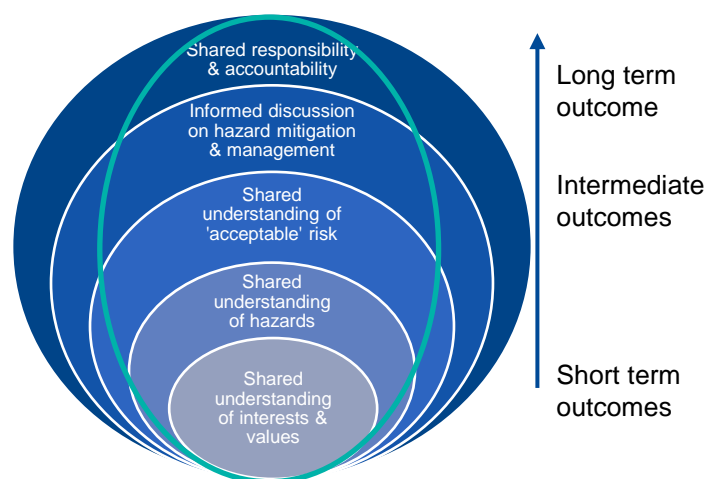 Shared responsibility
& accountability
Informed discussion
on hazard mitigation
& management
Shared
understanding of
'acceptable' risk
Shared
understanding
of hazards
Shared
understanding
of interests &
values
Long term
outcome
Intermediate
outcomes
Short term
outcomes